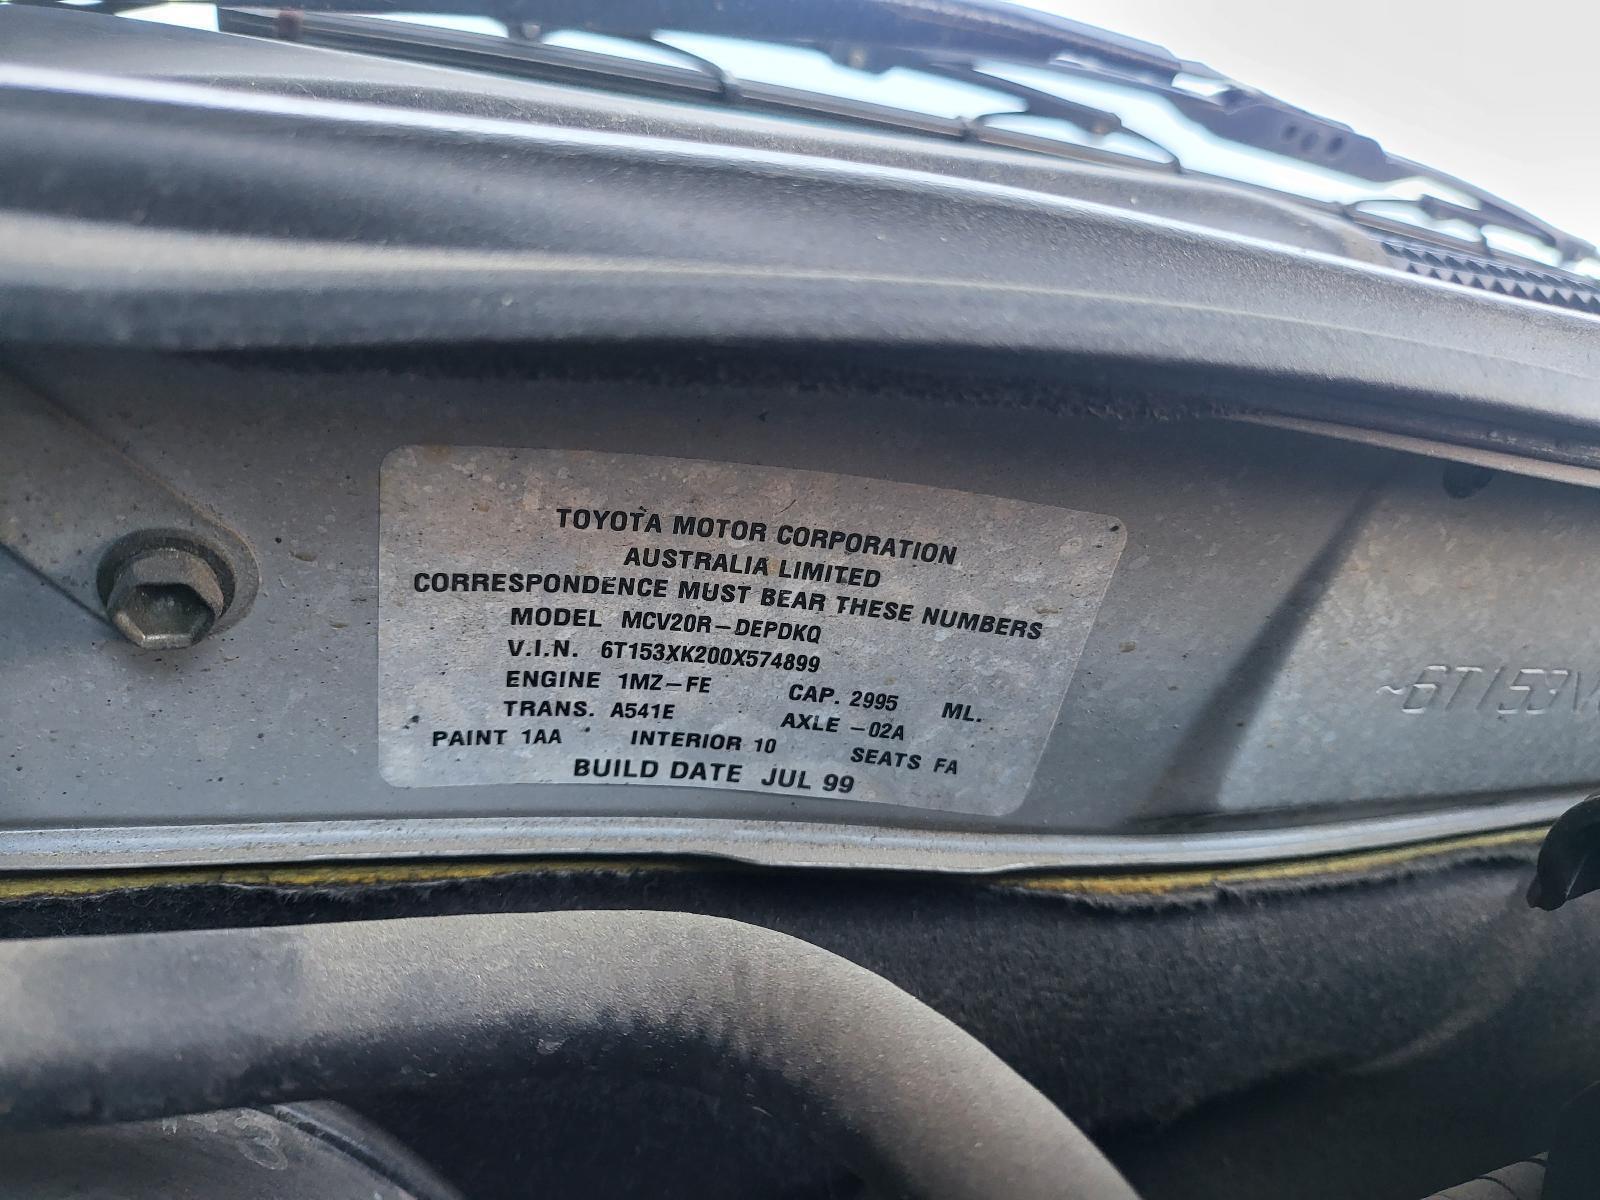 TOYOTA MOTOR CORPORATION
AUSTRALIA LIMITED
CORRESPONDENCE MUST BEAR THESE NUMBERS
MODEL MCV20R-DEPDKQ
V.I.N. 6T153XK200X574899
ENGINE 1MZ-FE CAP. 2995 ML.
TRANS. A541E AXLE -02A
PAINT 1AA INTERIOR 10 SEATS FA
BUILD DATE JUL 99